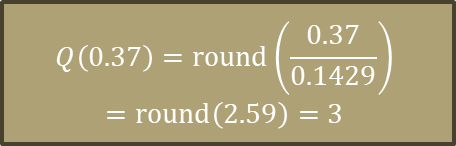 Q(0.37) = round(0.37/0.1429)
= round(2.59) = 3